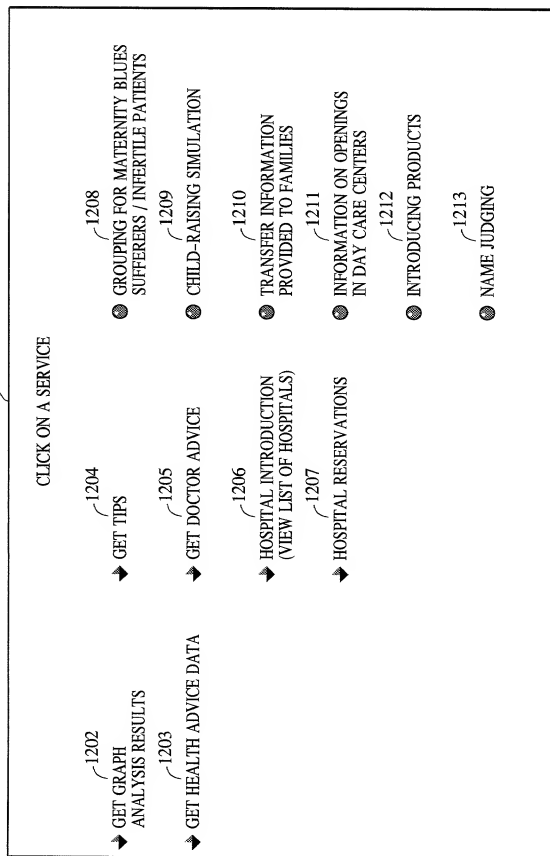 CLICK ON A SERVICE
1202
GET GRAPH
ANALYSIS RESULTS
1203
GET HEALTH ADVICE DATA
1204
GET TIPS
1205
GET DOCTOR ADVICE
1206
HOSPITAL INTRODUCTION
(VIEW LIST OF HOSPITALS)
1207
HOSPITAL RESERVATIONS
1208
GROUPING FOR MATERNITY BLUES
SUFFERERS / INFERTILE PATIENTS
1209
CHILD-RAISING SIMULATION
1210
TRANSFER INFORMATION
PROVIDED TO FAMILIES
1211
INFORMATION ON OPENINGS
IN DAY CARE CENTERS
1212
INTRODUCING PRODUCTS
1213
NAME JUDGING